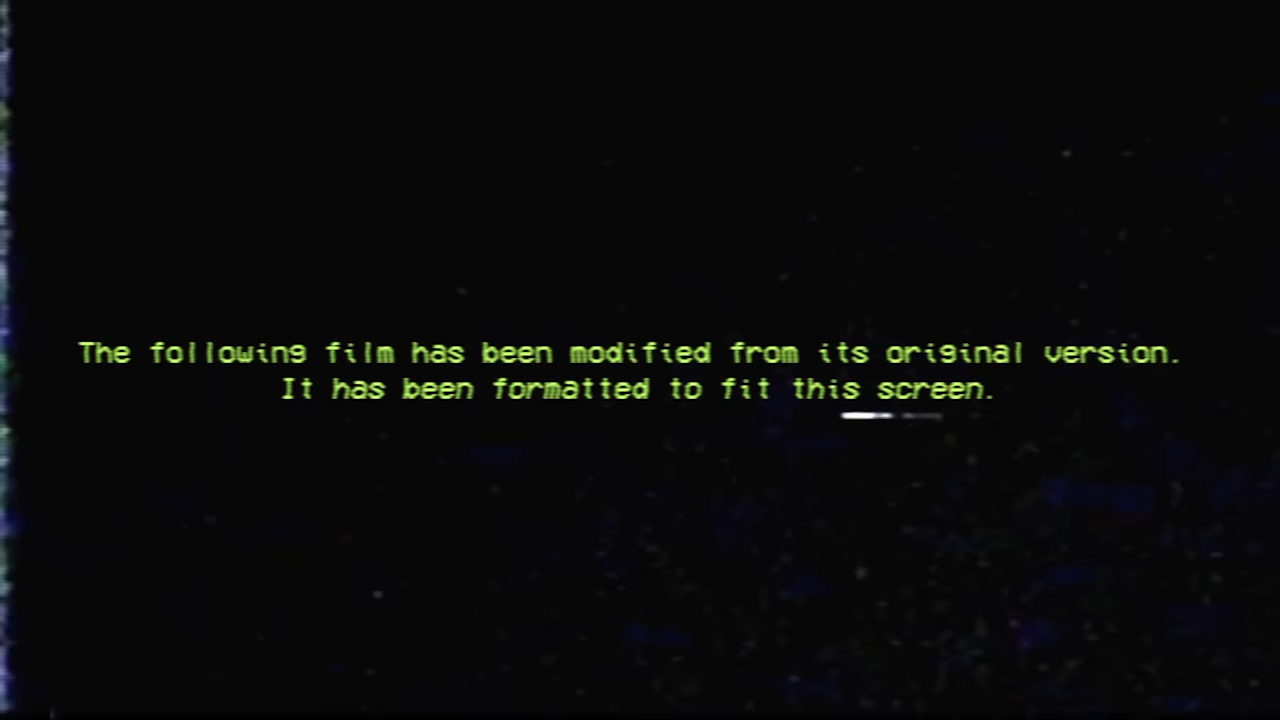 The following film has been modified from its original version.
It has been formatted to fit this screen.